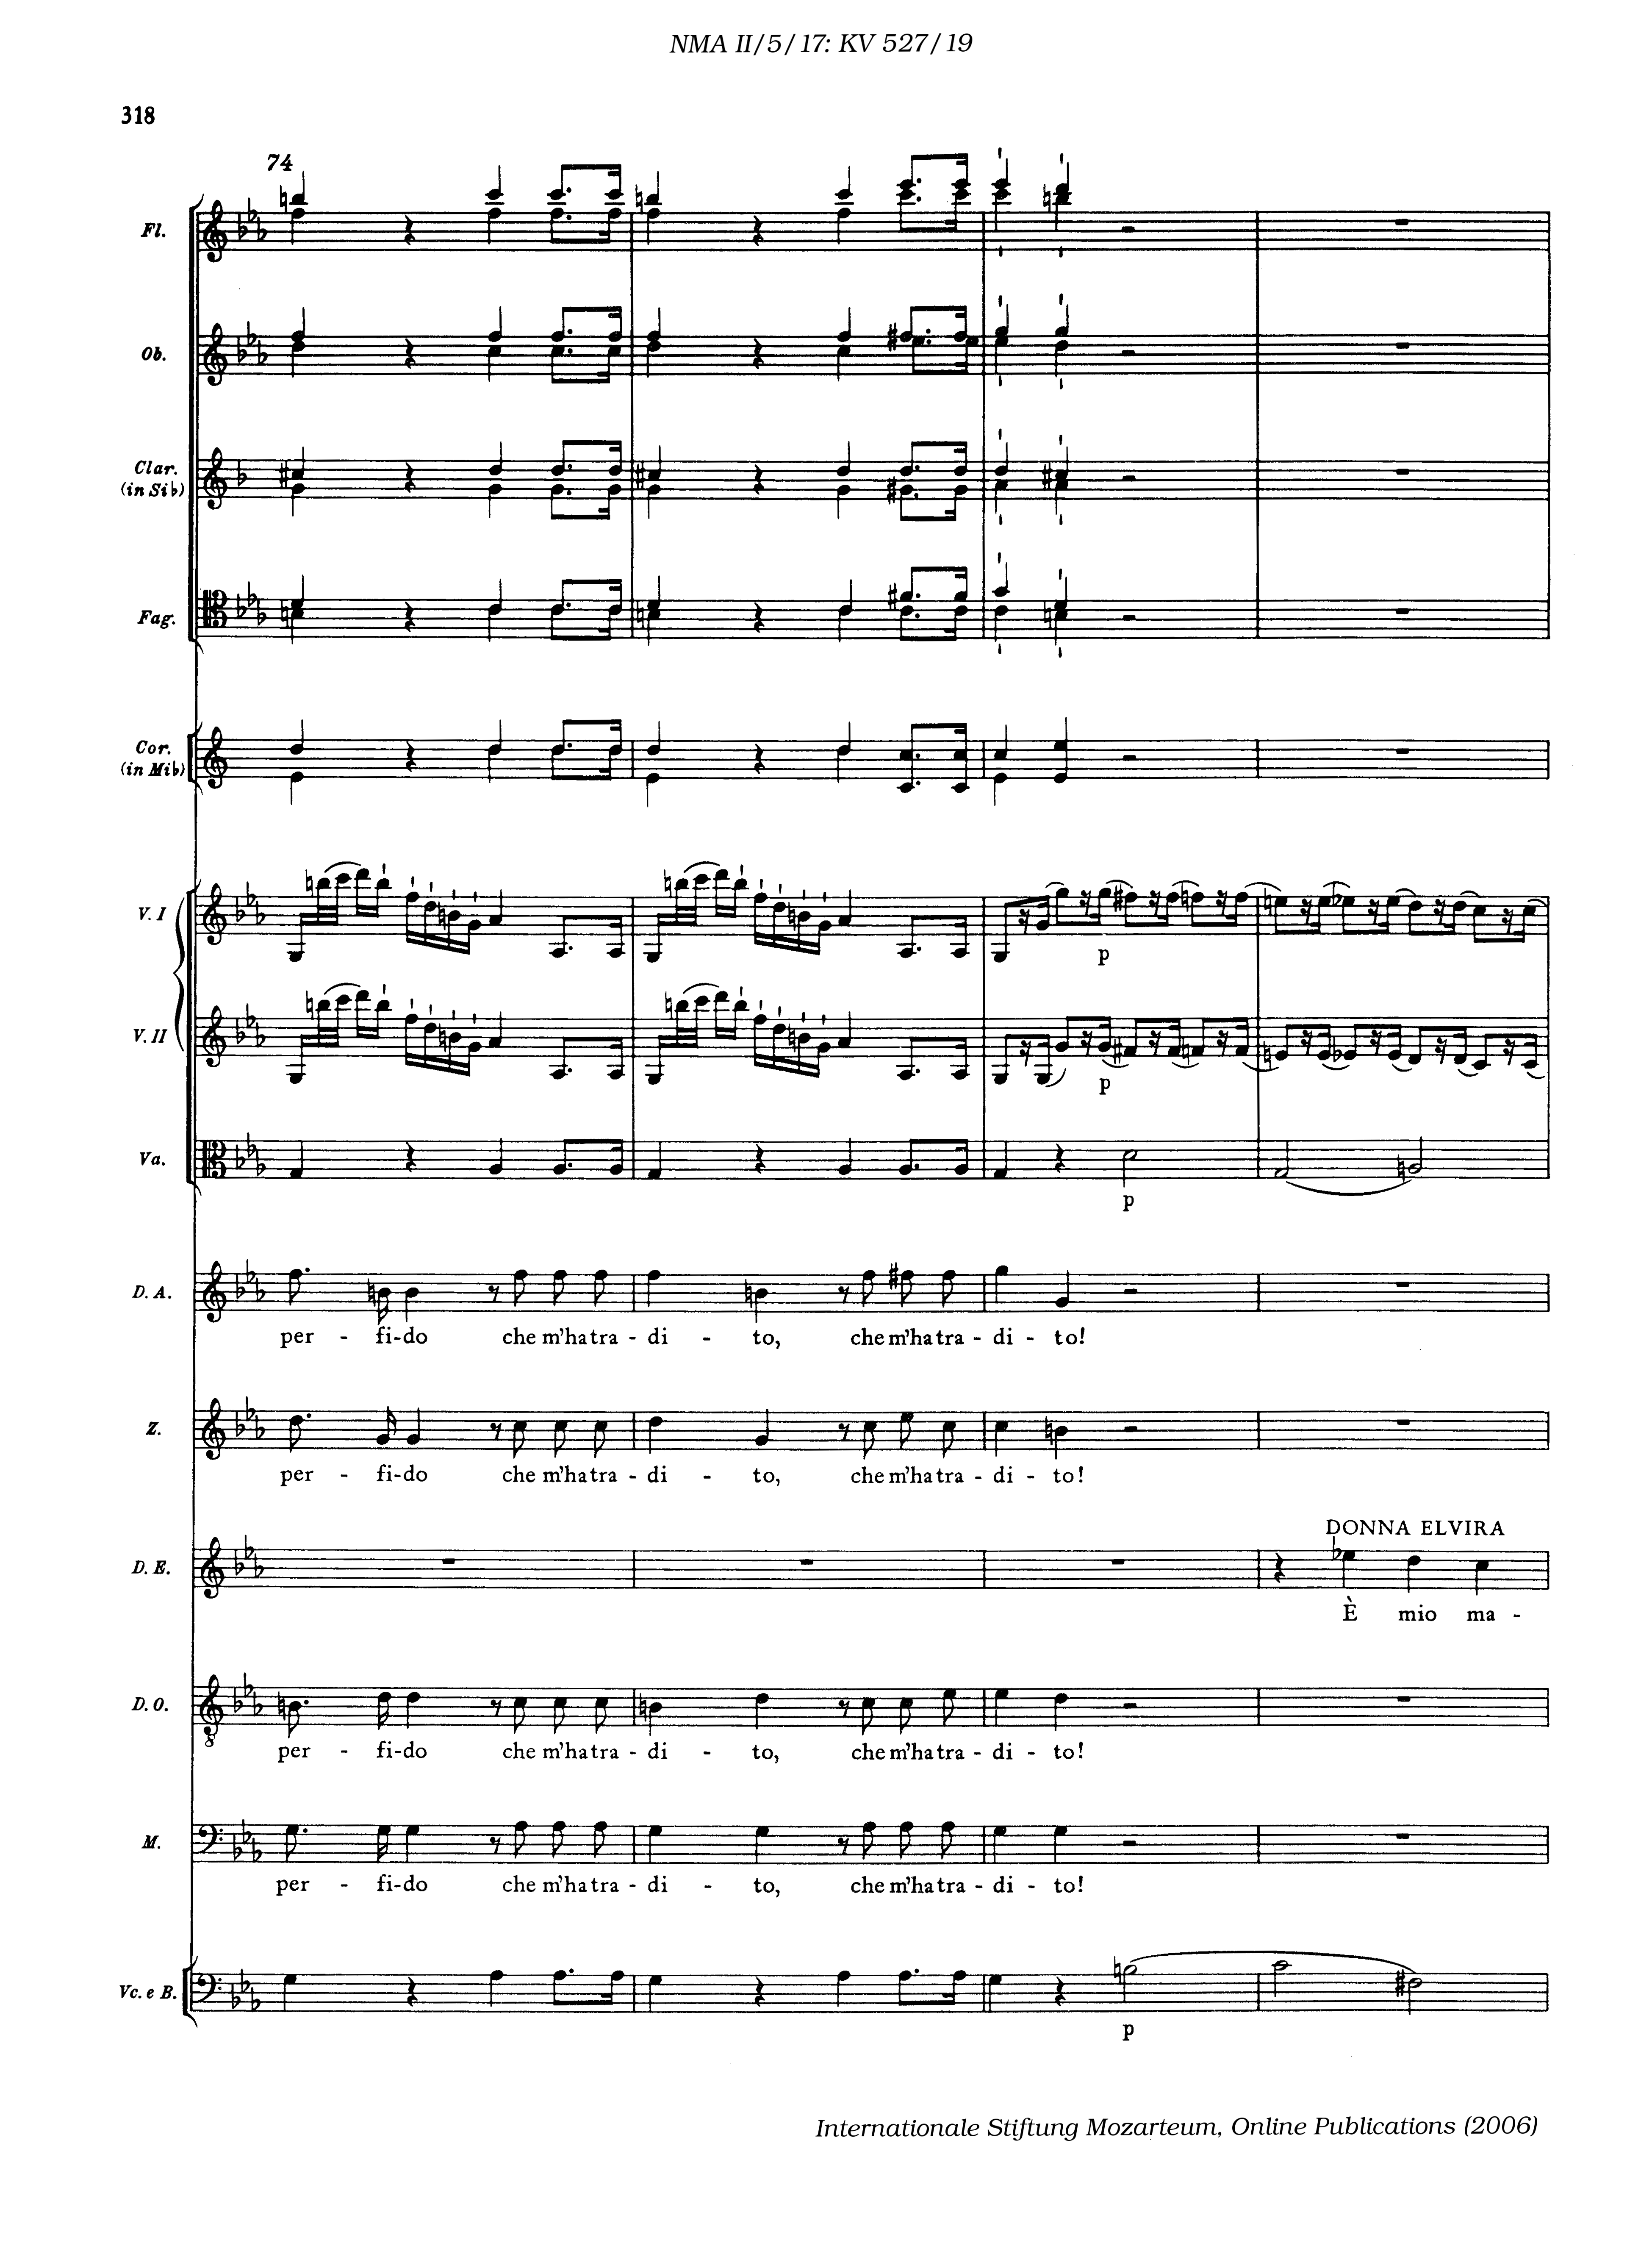 NMA II/5/17: KV 527/19
318
74
Fl.
Ob.
Clar.
(in Si♭)
Fag.
Cor.
(in Mi♭)
V. I
p
V. II
p
Va.
p
D. A.
per - fi-do che m'ha tra - di - to, che m'ha tra - di - to!
Z.
per - fi-do che m'ha tra - di - to, che m'ha tra - di - to!
DONNA ELVIRA
D. E.
È mio ma -
D. O.
per - fi-do che m'ha tra - di - to, che m'ha tra - di - to!
M.
per - fi-do che m'ha tra - di - to, che m'ha tra - di - to!
Vc. e B.
p
Internationale Stiftung Mozarteum, Online Publications (2006)